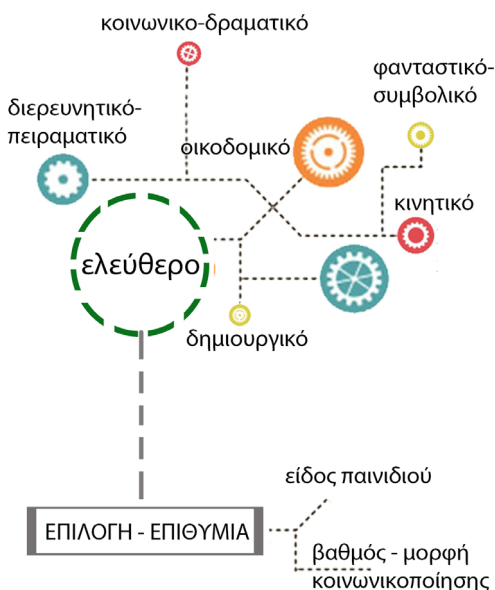 κοινωνικο-δραματικό
φανταστικό-
συμβολικό
διερευνητικό-
πειραματικό
οικοδομικό
κινητικό
ελεύθερο
δημιουργικό
είδος παινιδιού
ΕΠΙΛΟΓΗ - ΕΠΙΘΥΜΙΑ
βαθμός - μορφή
κοινωνικοποίησης